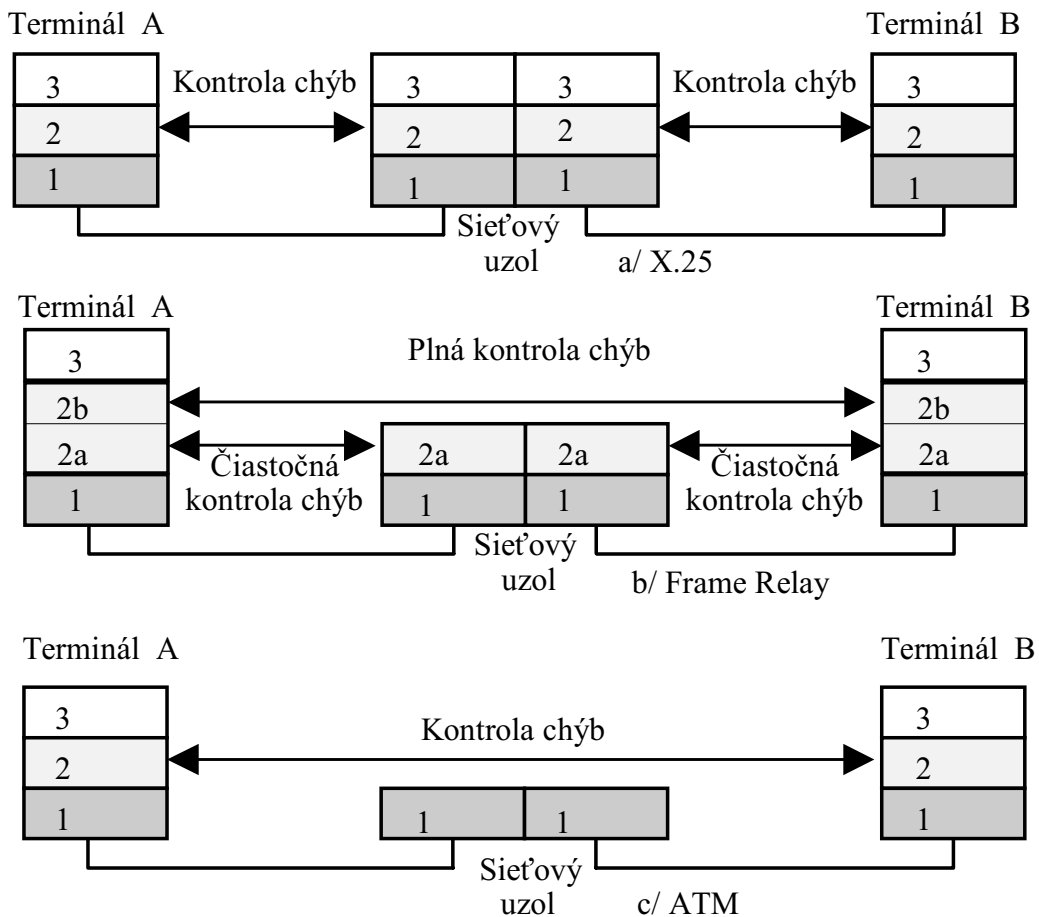 Terminál A
Terminál B
3
Kontrola chýb
3
3
Kontrola chýb
3
2
2
2
2
1
1
1
1
Sieťový
uzol
a/ X.25
Terminál A
Terminál B
3
Plná kontrola chýb
3
2b
2b
2a
Čiastočná
kontrola chýb
2a
2a
Čiastočná
kontrola chýb
2a
1
1
1
1
Sieťový
uzol
b/ Frame Relay
Terminál A
Terminál B
3
Kontrola chýb
3
2
2
1
1
1
1
Sieťový
uzol
c/ ATM